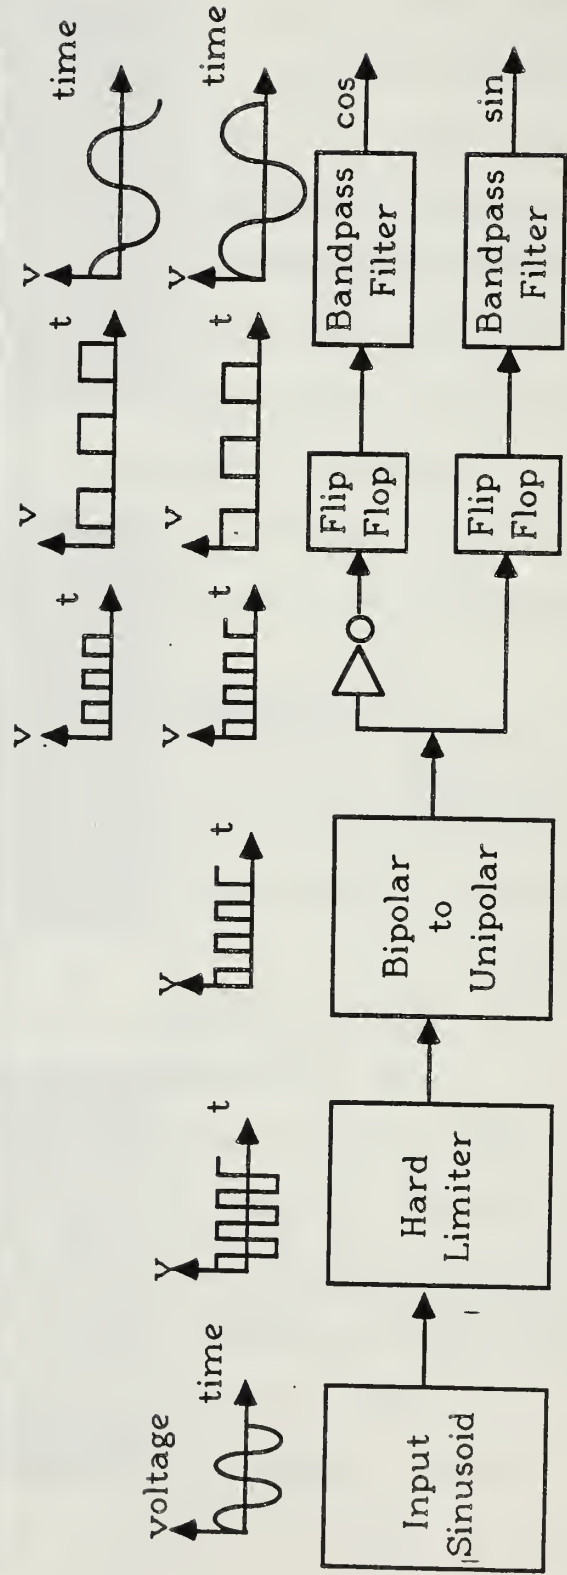 v
t
v
t
v
time
voltage
time
V
t
V
t
v
t
v
t
v
time
Input
Sinusoid
Hard
Limiter
Bipolar
to
Unipolar
Flip
Flop
Bandpass
Filter
cos
Flip
Flop
Bandpass
Filter
sin